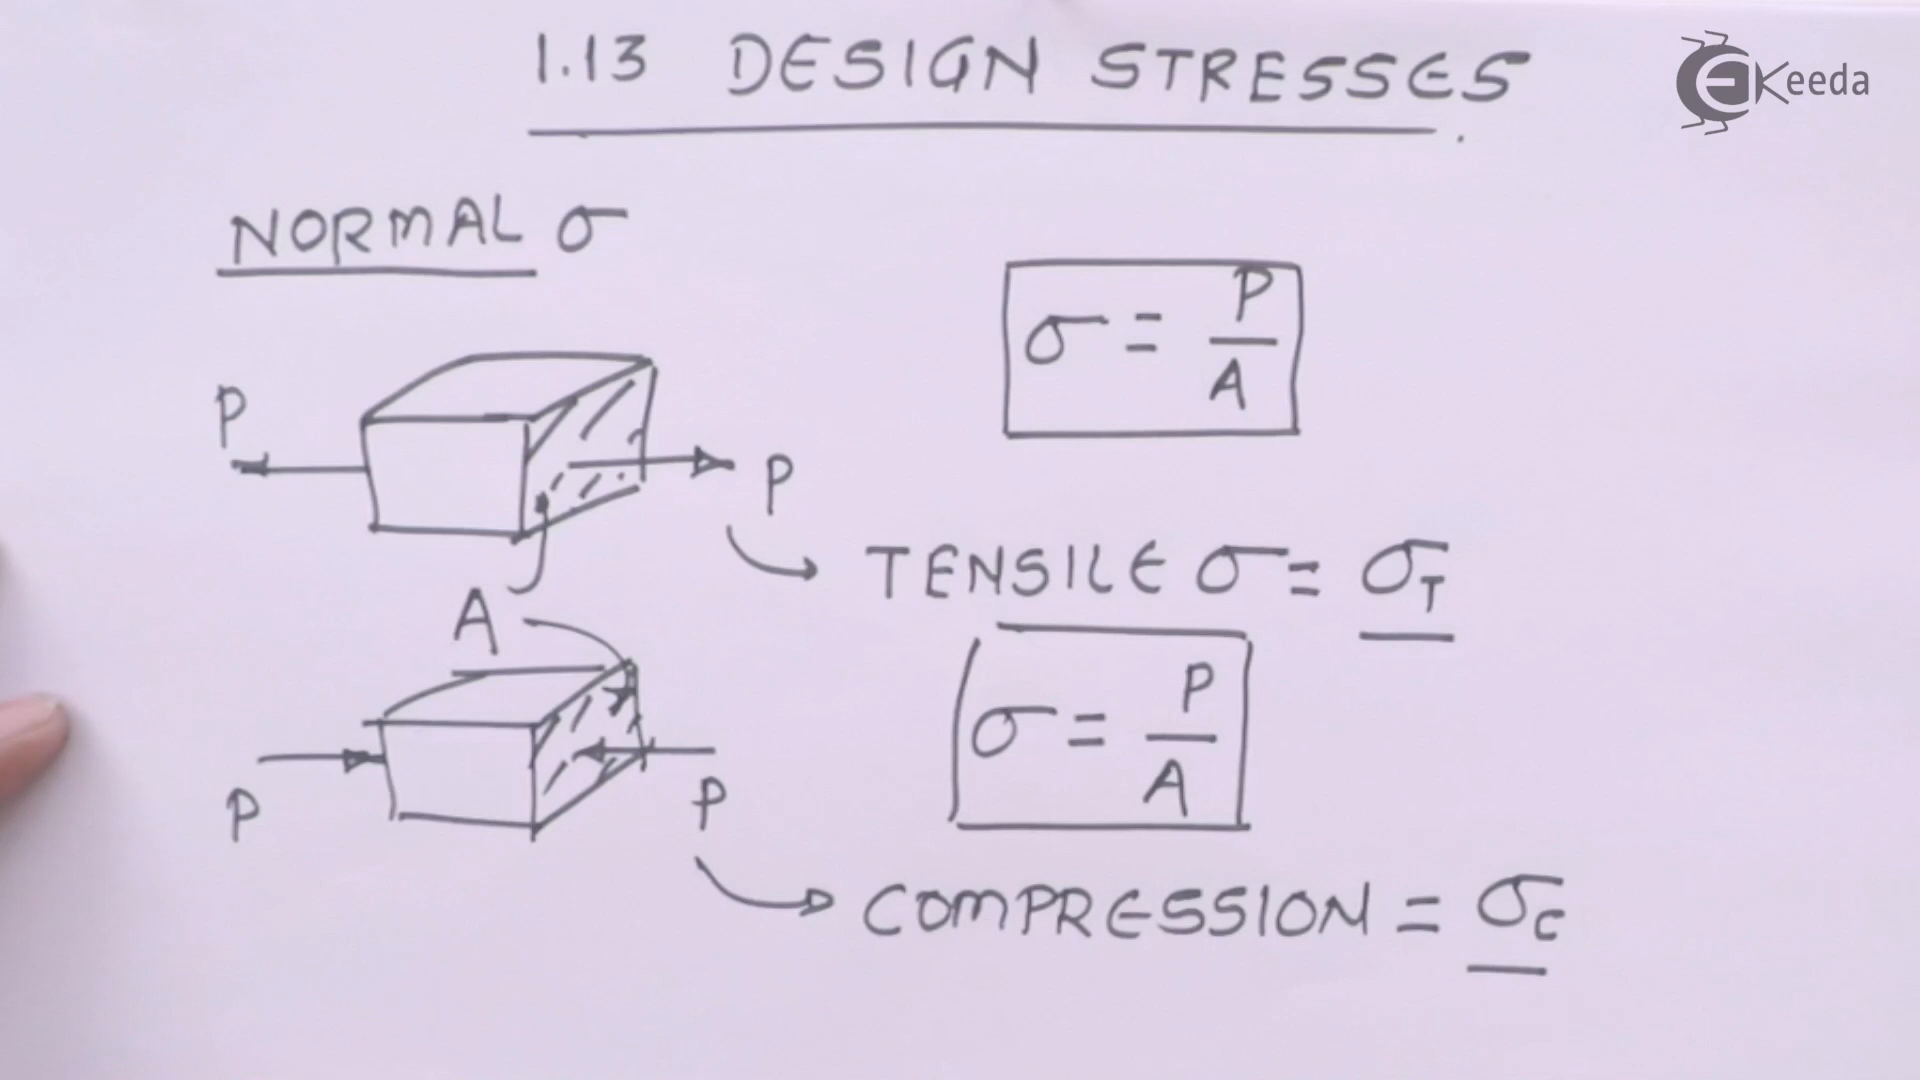 1.13 DESIGN STRESSES
EKeeda
NORMAL σ
σ = P/A
P
P
TENSILE σ = σT
A
σ = P/A
P
P
COMPRESSION = σC